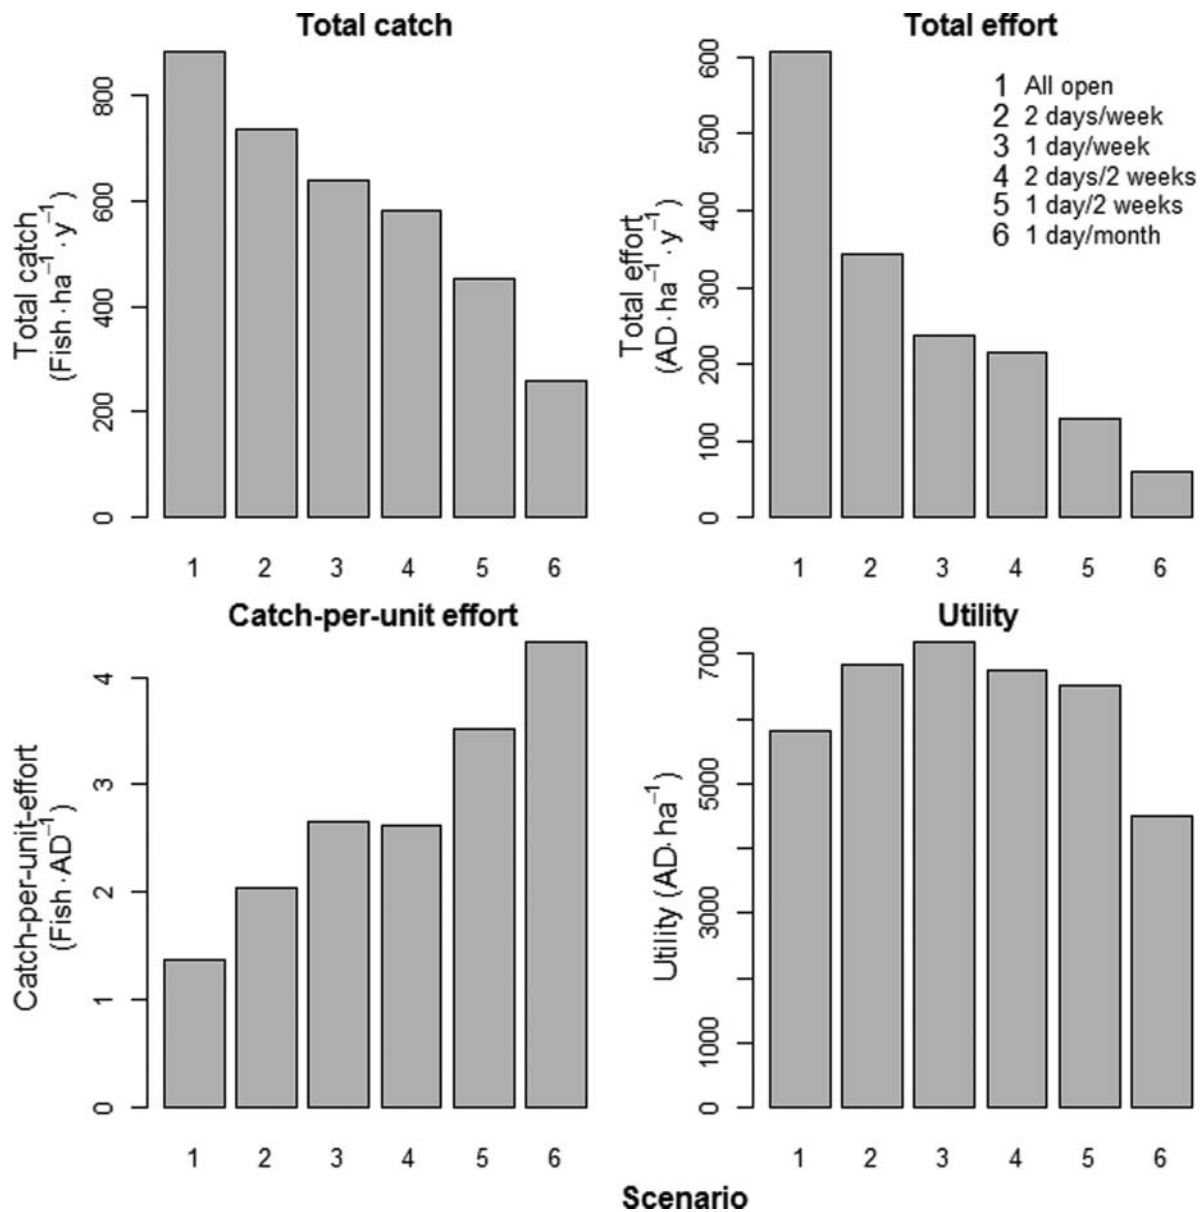 Total catch
Total catch
(Fish·ha⁻¹·y⁻¹)
0
200
400
600
800
1 2 3 4 5 6
Total effort
Total effort
(AD·ha⁻¹·y⁻¹)
0
100
200
300
400
500
600
1 All open
2 2 days/week
3 1 day/week
4 2 days/2 weeks
5 1 day/2 weeks
6 1 day/month
1 2 3 4 5 6
Catch-per-unit effort
Catch-per-unit-effort
(Fish·AD⁻¹)
0
1
2
3
4
1 2 3 4 5 6
Utility
Utility (AD·ha⁻¹)
0
1000
3000
5000
7000
1 2 3 4 5 6
Scenario